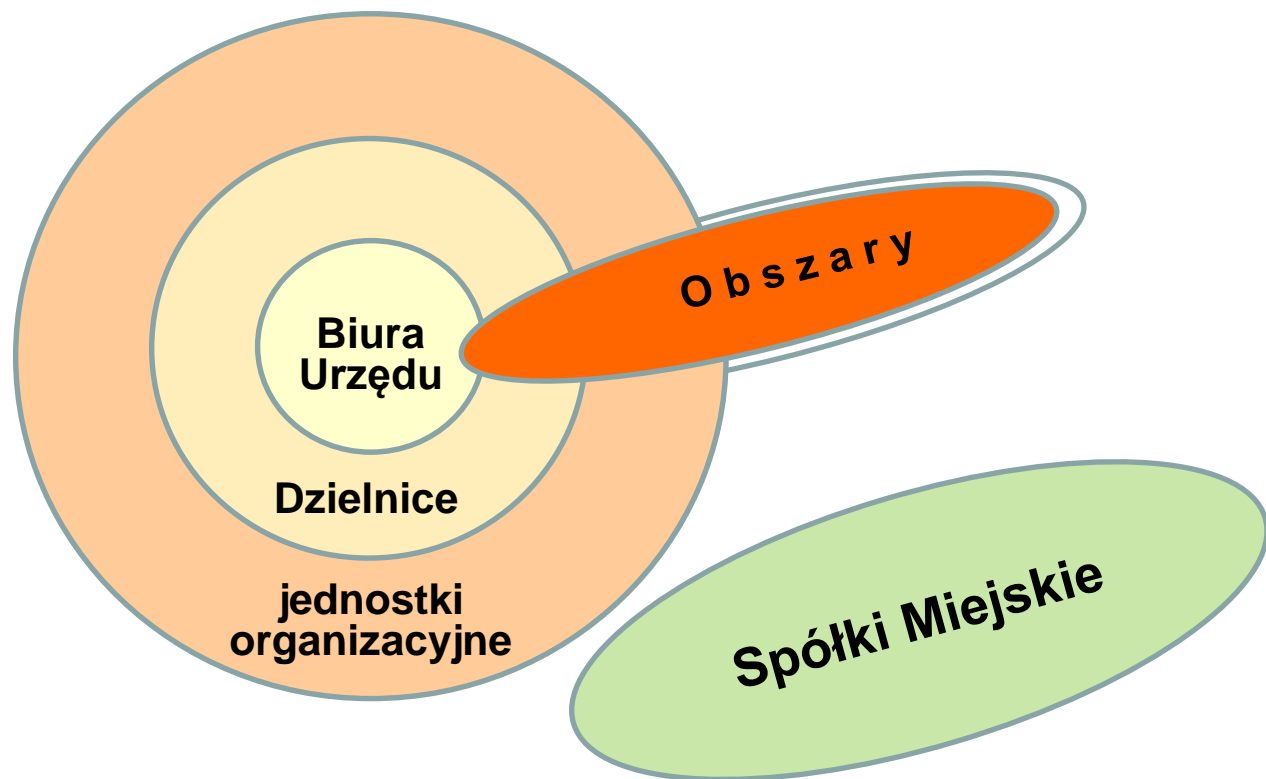 O b s z a r y
Biura
Urzędu
Dzielnice
jednostki
organizacyjne
Spółki Miejskie